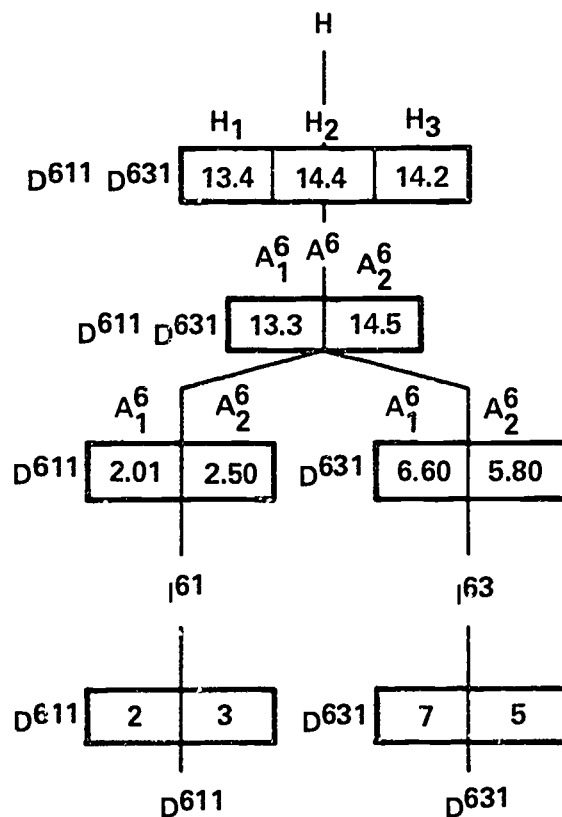 H
H1 H2 H3
D611 D631 13.4 14.4 14.2
A61 A6 A62
D611 D631 13.3 14.5
A61 A62 A61 A62
D611 2.01 2.50 D631 6.60 5.80
I61 I63
D611 2 3 D631 7 5
D611 D631